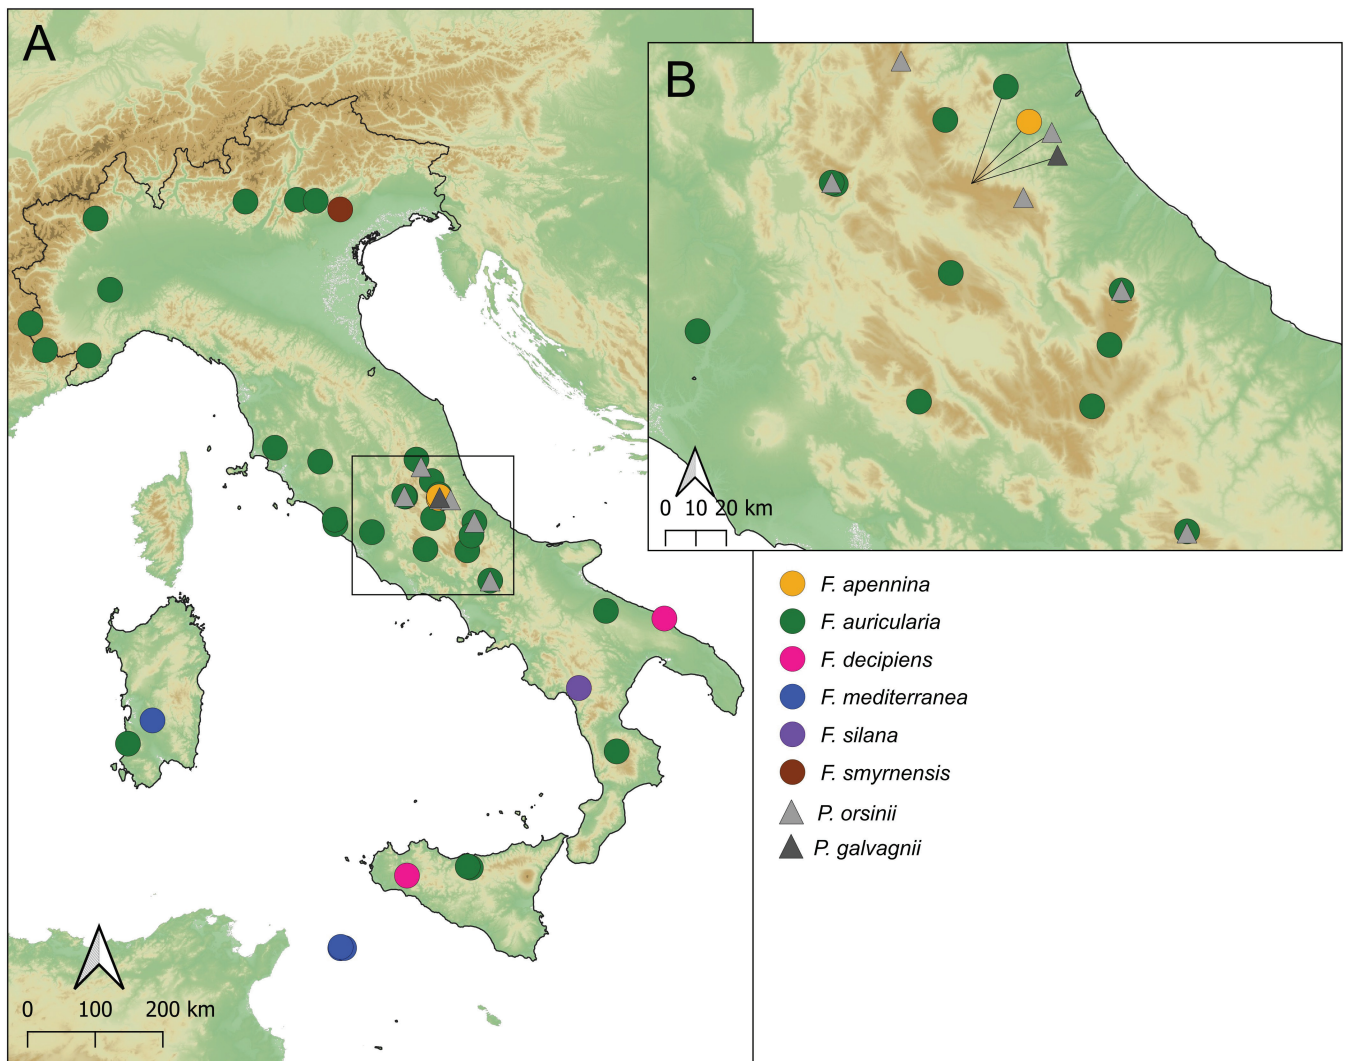 A
B
0 10 20 km
F. apennina
F. auricularia
F. decipiens
F. mediterranea
F. silana
F. smyrnensis
P. orsinii
P. galvagnii
0 100 200 km